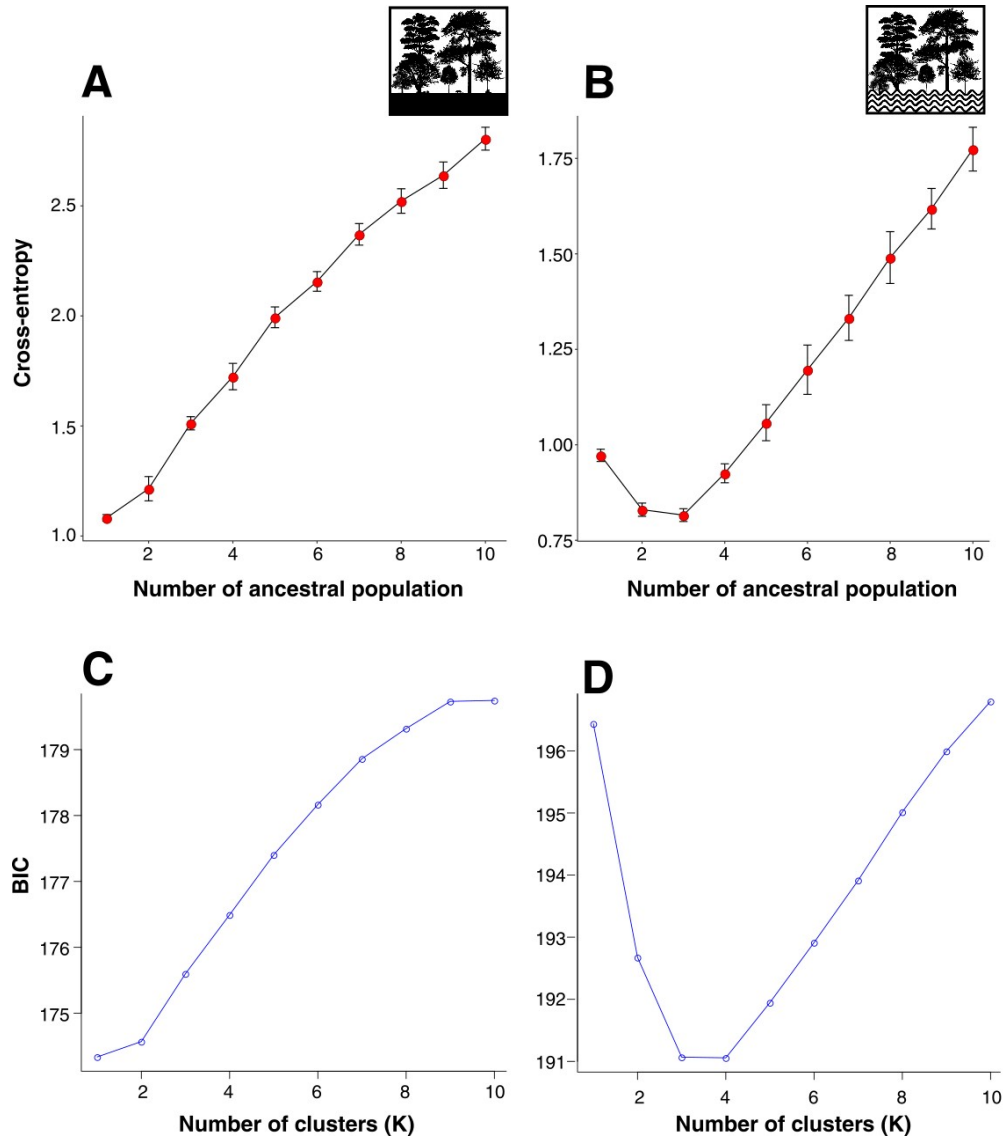 A
B
Cross-entropy
2.5
2.0
1.5
1.0
2 4 6 8 10
Number of ancestral population
1.75
1.50
1.25
1.00
0.75
2 4 6 8 10
Number of ancestral population
C
D
BIC
179
178
177
176
175
2 4 6 8 10
Number of clusters (K)
196
195
194
193
192
191
2 4 6 8 10
Number of clusters (K)